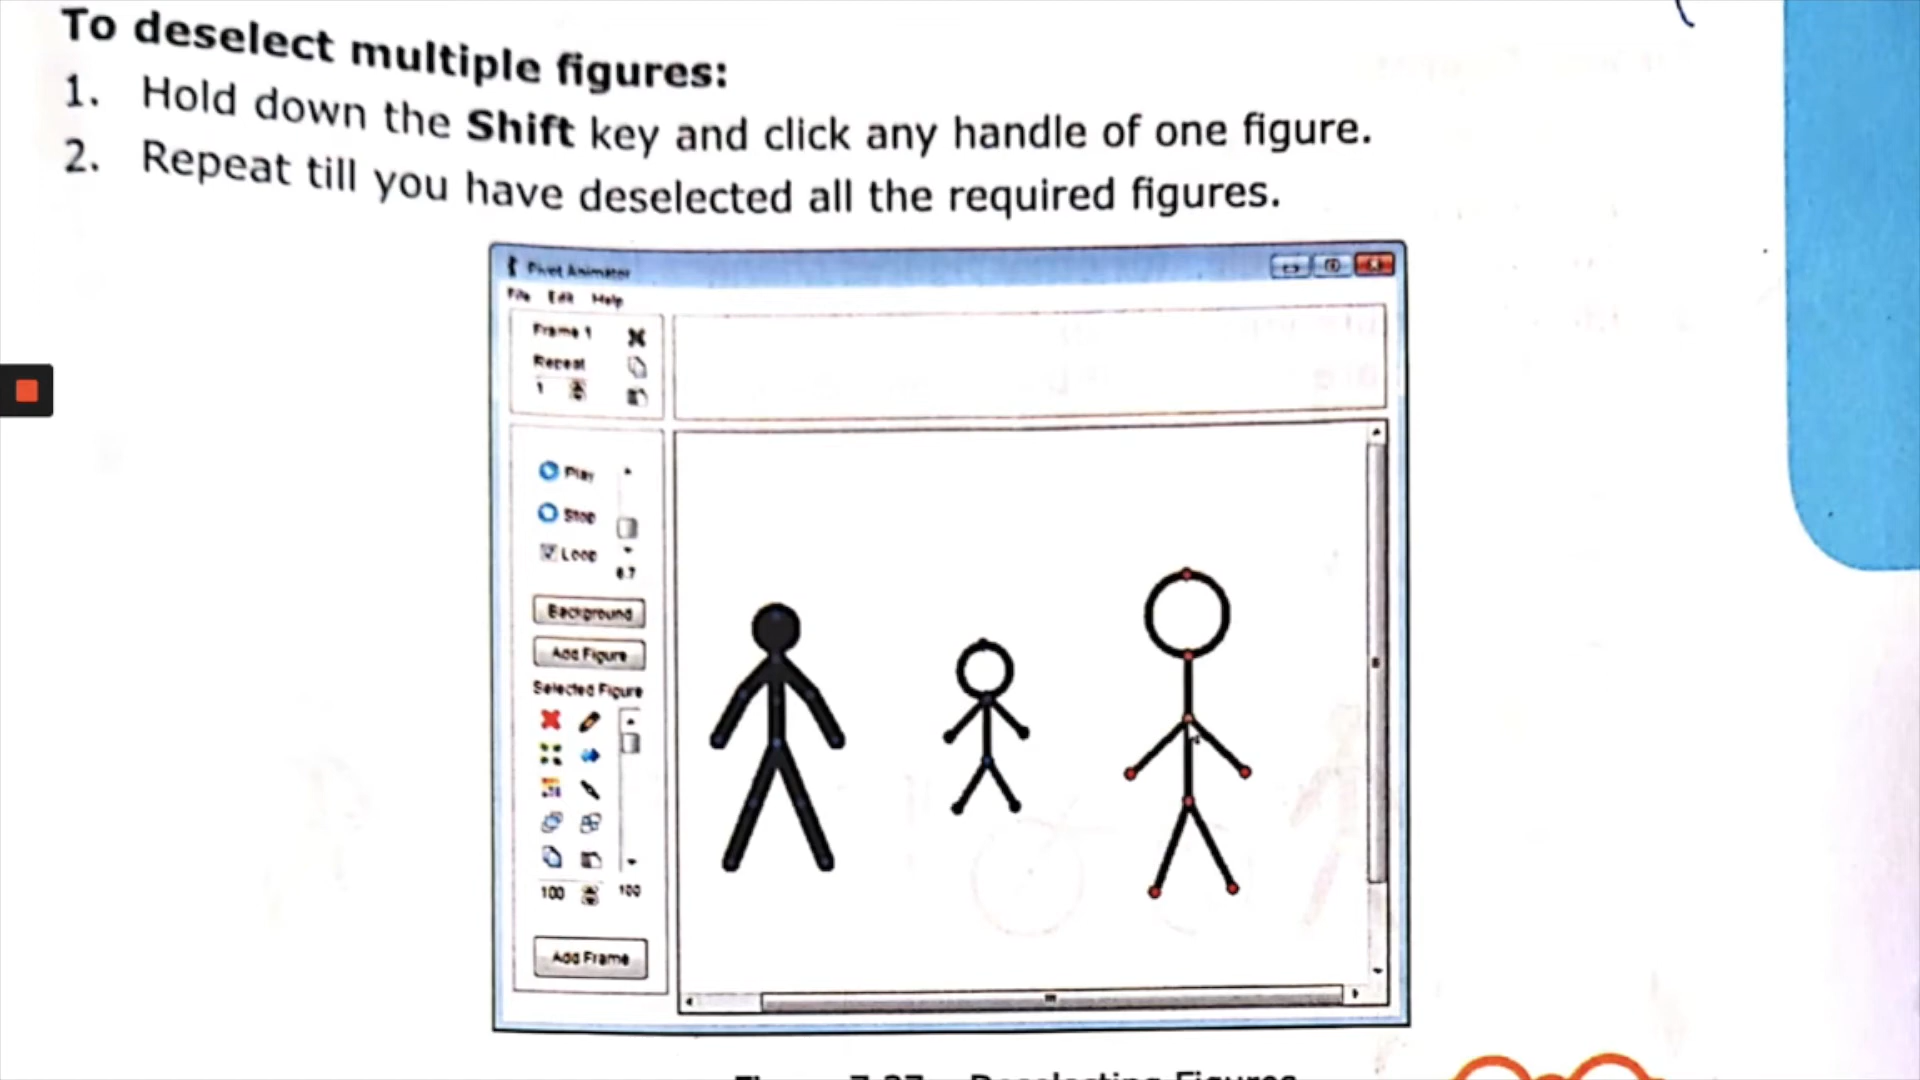 To deselect multiple figures:
1. Hold down the Shift key and click any handle of one figure.
2. Repeat till you have deselected all the required figures.
Pivot Animator
File Edit Help
Frame 1
Repeat
1
Play
Stop
Loop
Background
Add Figure
Selected Figure
100 100
Add Frame
Deselecting Figures